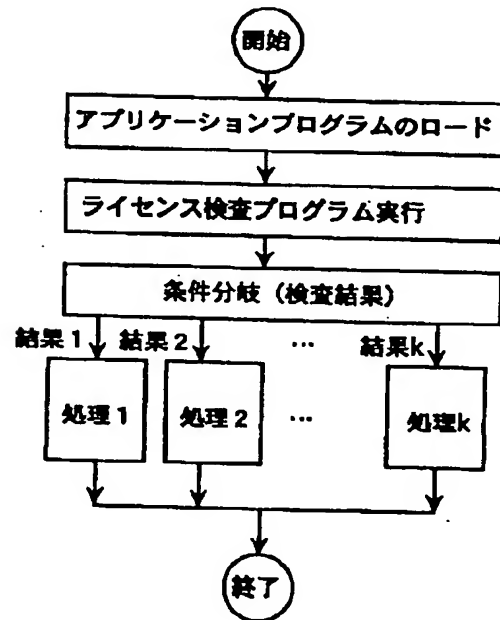 開始
アプリケーションプログラムのロード
ライセンス検査プログラム実行
条件分岐（検査結果）
結果1 結果2 … 結果k
処理1 処理2 … 処理k
終了